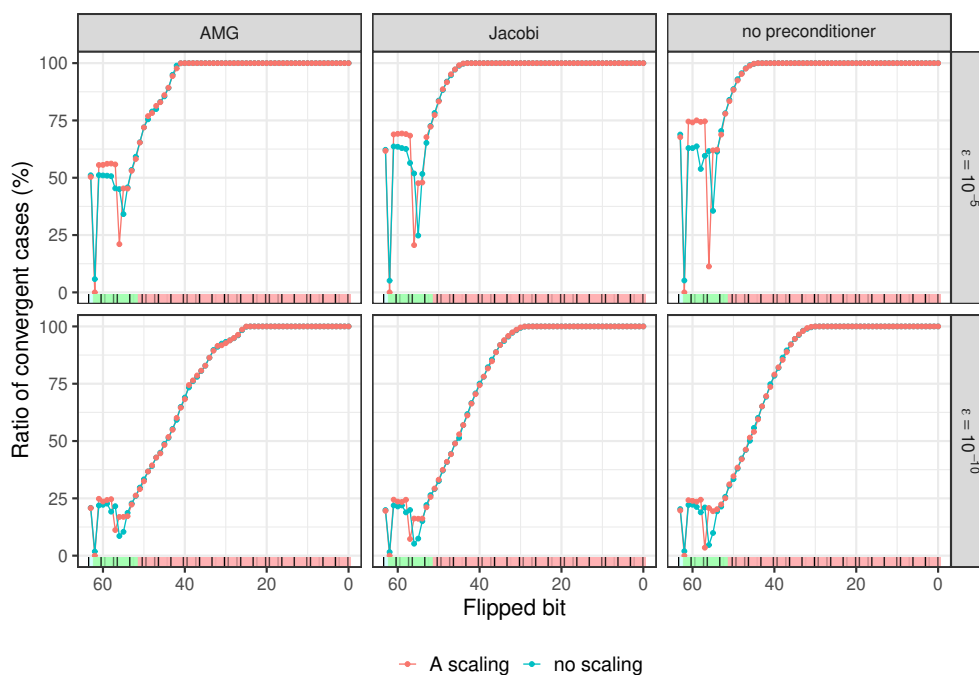 AMG
Jacobi
no preconditioner
Ratio of convergent cases (%)
100
75
50
25
0
ε = 10⁻⁵
100
75
50
25
0
ε = 10⁻¹⁰
60 40 20 0
60 40 20 0
60 40 20 0
Flipped bit
A scaling
no scaling